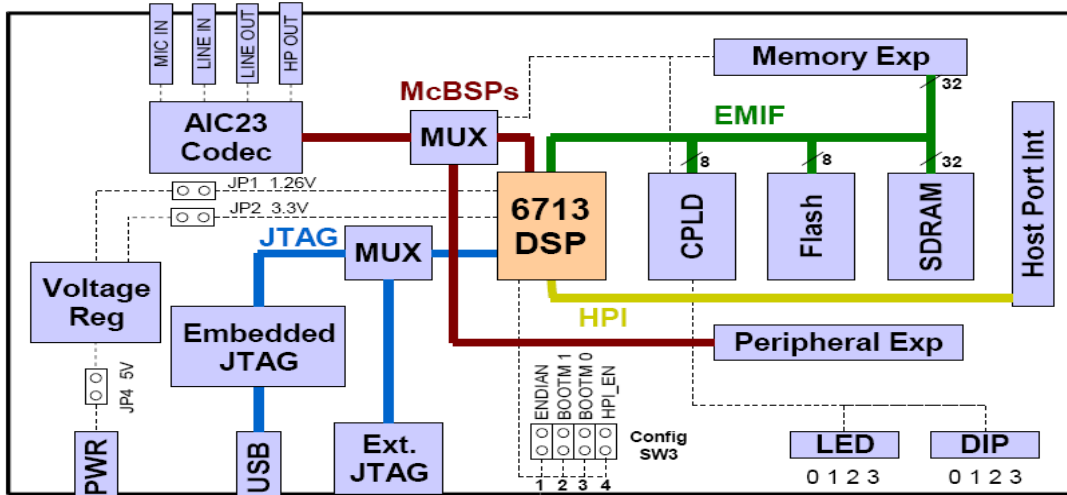 MIC IN
LINE IN
LINE OUT
HP OUT
AIC23
Codec
McBSPs
MUX
Memory Exp
32
EMIF
8
8
32
Host Port Int
JP1 1.26V
JP2 3.3V
6713
DSP
CPLD
Flash
SDRAM
JTAG
MUX
Voltage
Reg
HPI
Embedded
JTAG
Peripheral Exp
JP4 5V
ENDIAN
BOOTM 1
BOOTM 0
HPI_EN
Config
SW3
1 2 3 4
PWR
USB
Ext.
JTAG
LED
0 1 2 3
DIP
0 1 2 3